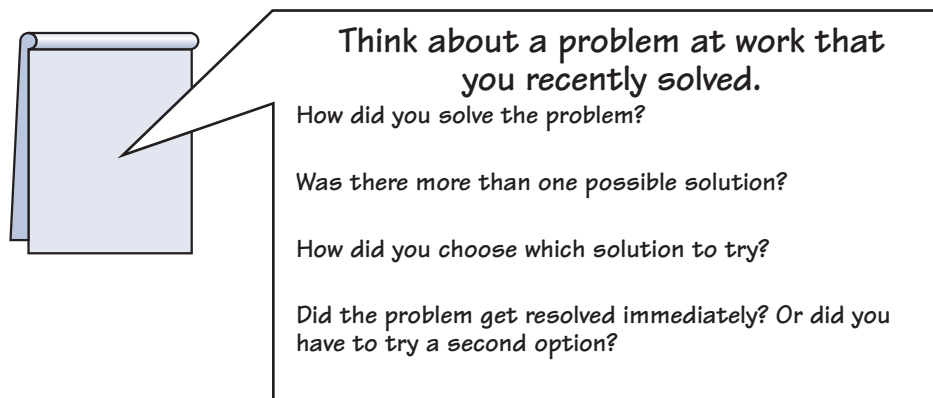 Think about a problem at work that
you recently solved.
How did you solve the problem?
Was there more than one possible solution?
How did you choose which solution to try?
Did the problem get resolved immediately? Or did you
have to try a second option?